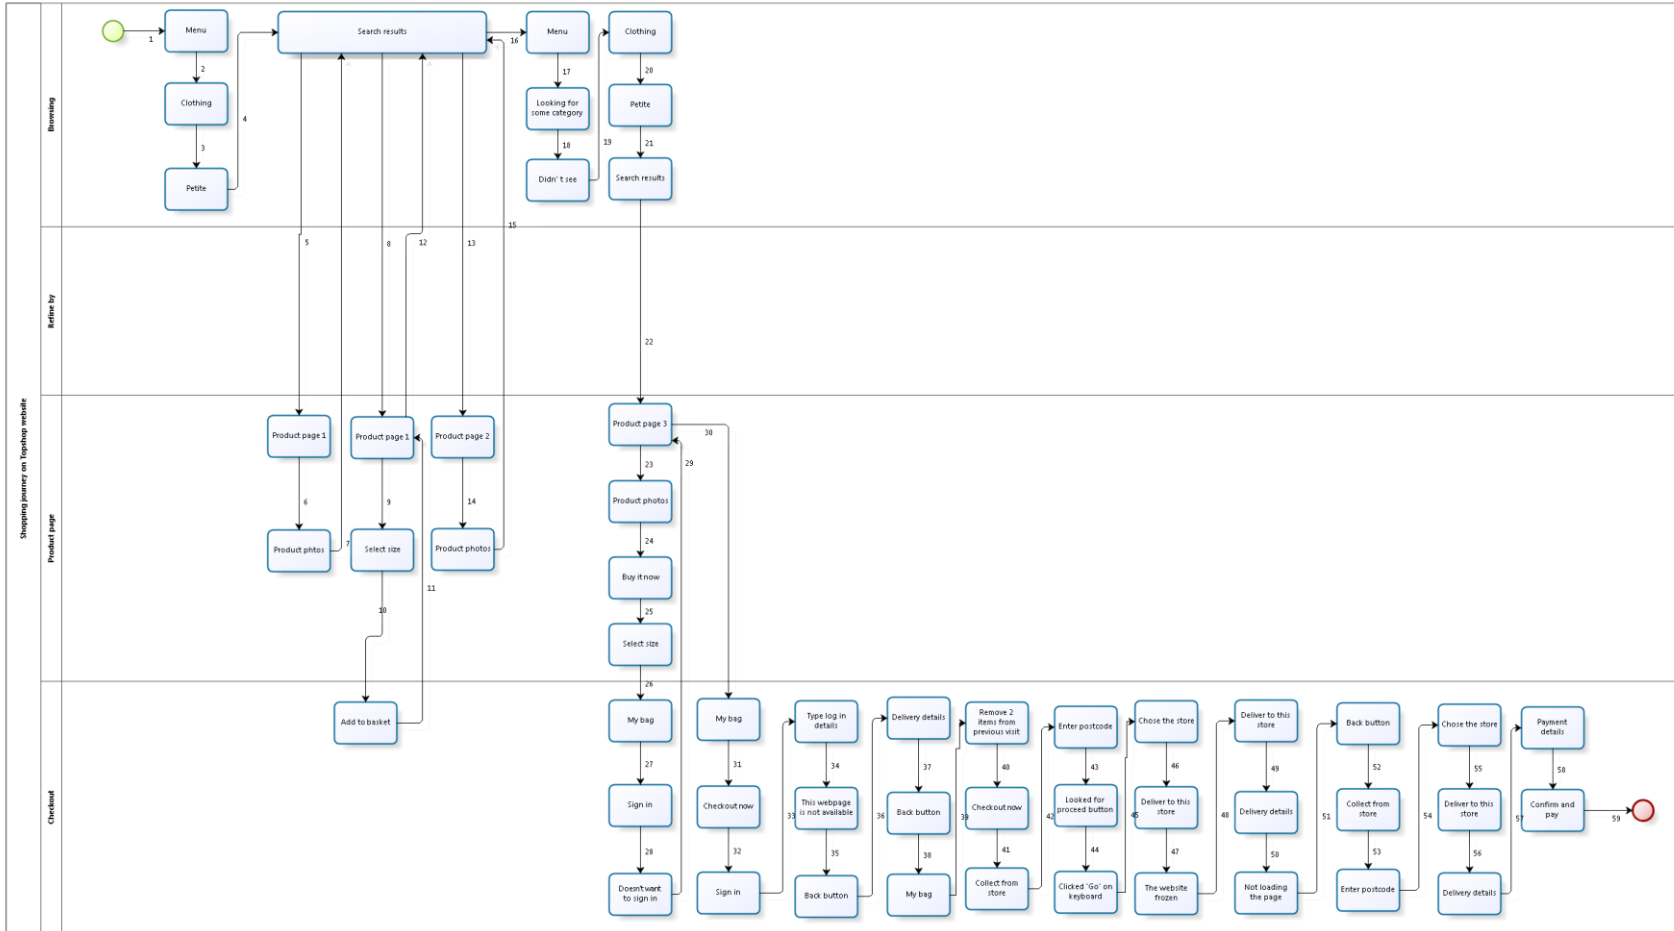 Shopping journey on Topshop website
Browsing
Refine by
Product page
Checkout
1
Menu
2
Clothing
3
Petite
4
Search results
16
Menu
17
Looking for
some category
18
Didn' t see
19
Clothing
20
Petite
21
Search results
15
5
8
12
13
22
Product page 1
6
Product phtos
7
Product page 1
9
Select size
10
11
Add to basket
Product page 2
14
Product photos
Product page 3
30
29
23
Product photos
24
Buy it now
25
Select size
26
My bag
27
Sign in
28
Doesn't want
to sign in
My bag
31
Checkout now
32
Sign in
33
Type log in
details
34
This webpage
is not available
35
Back button
36
Delivery details
37
Back button
38
My bag
39
Remove 2
items from
previous visit
40
Checkout now
41
Collect from
store
42
Enter postcode
43
Looked for
proceed button
44
Clicked 'Go' on
keyboard
45
Chose the store
46
Deliver to this
store
47
The website
frozen
48
Deliver to this
store
49
Delivery details
50
Not loading
the page
51
Back button
52
Collect from
store
53
Enter postcode
54
Chose the store
55
Deliver to this
store
56
Delivery details
57
Payment
details
58
Confirm and
pay
59